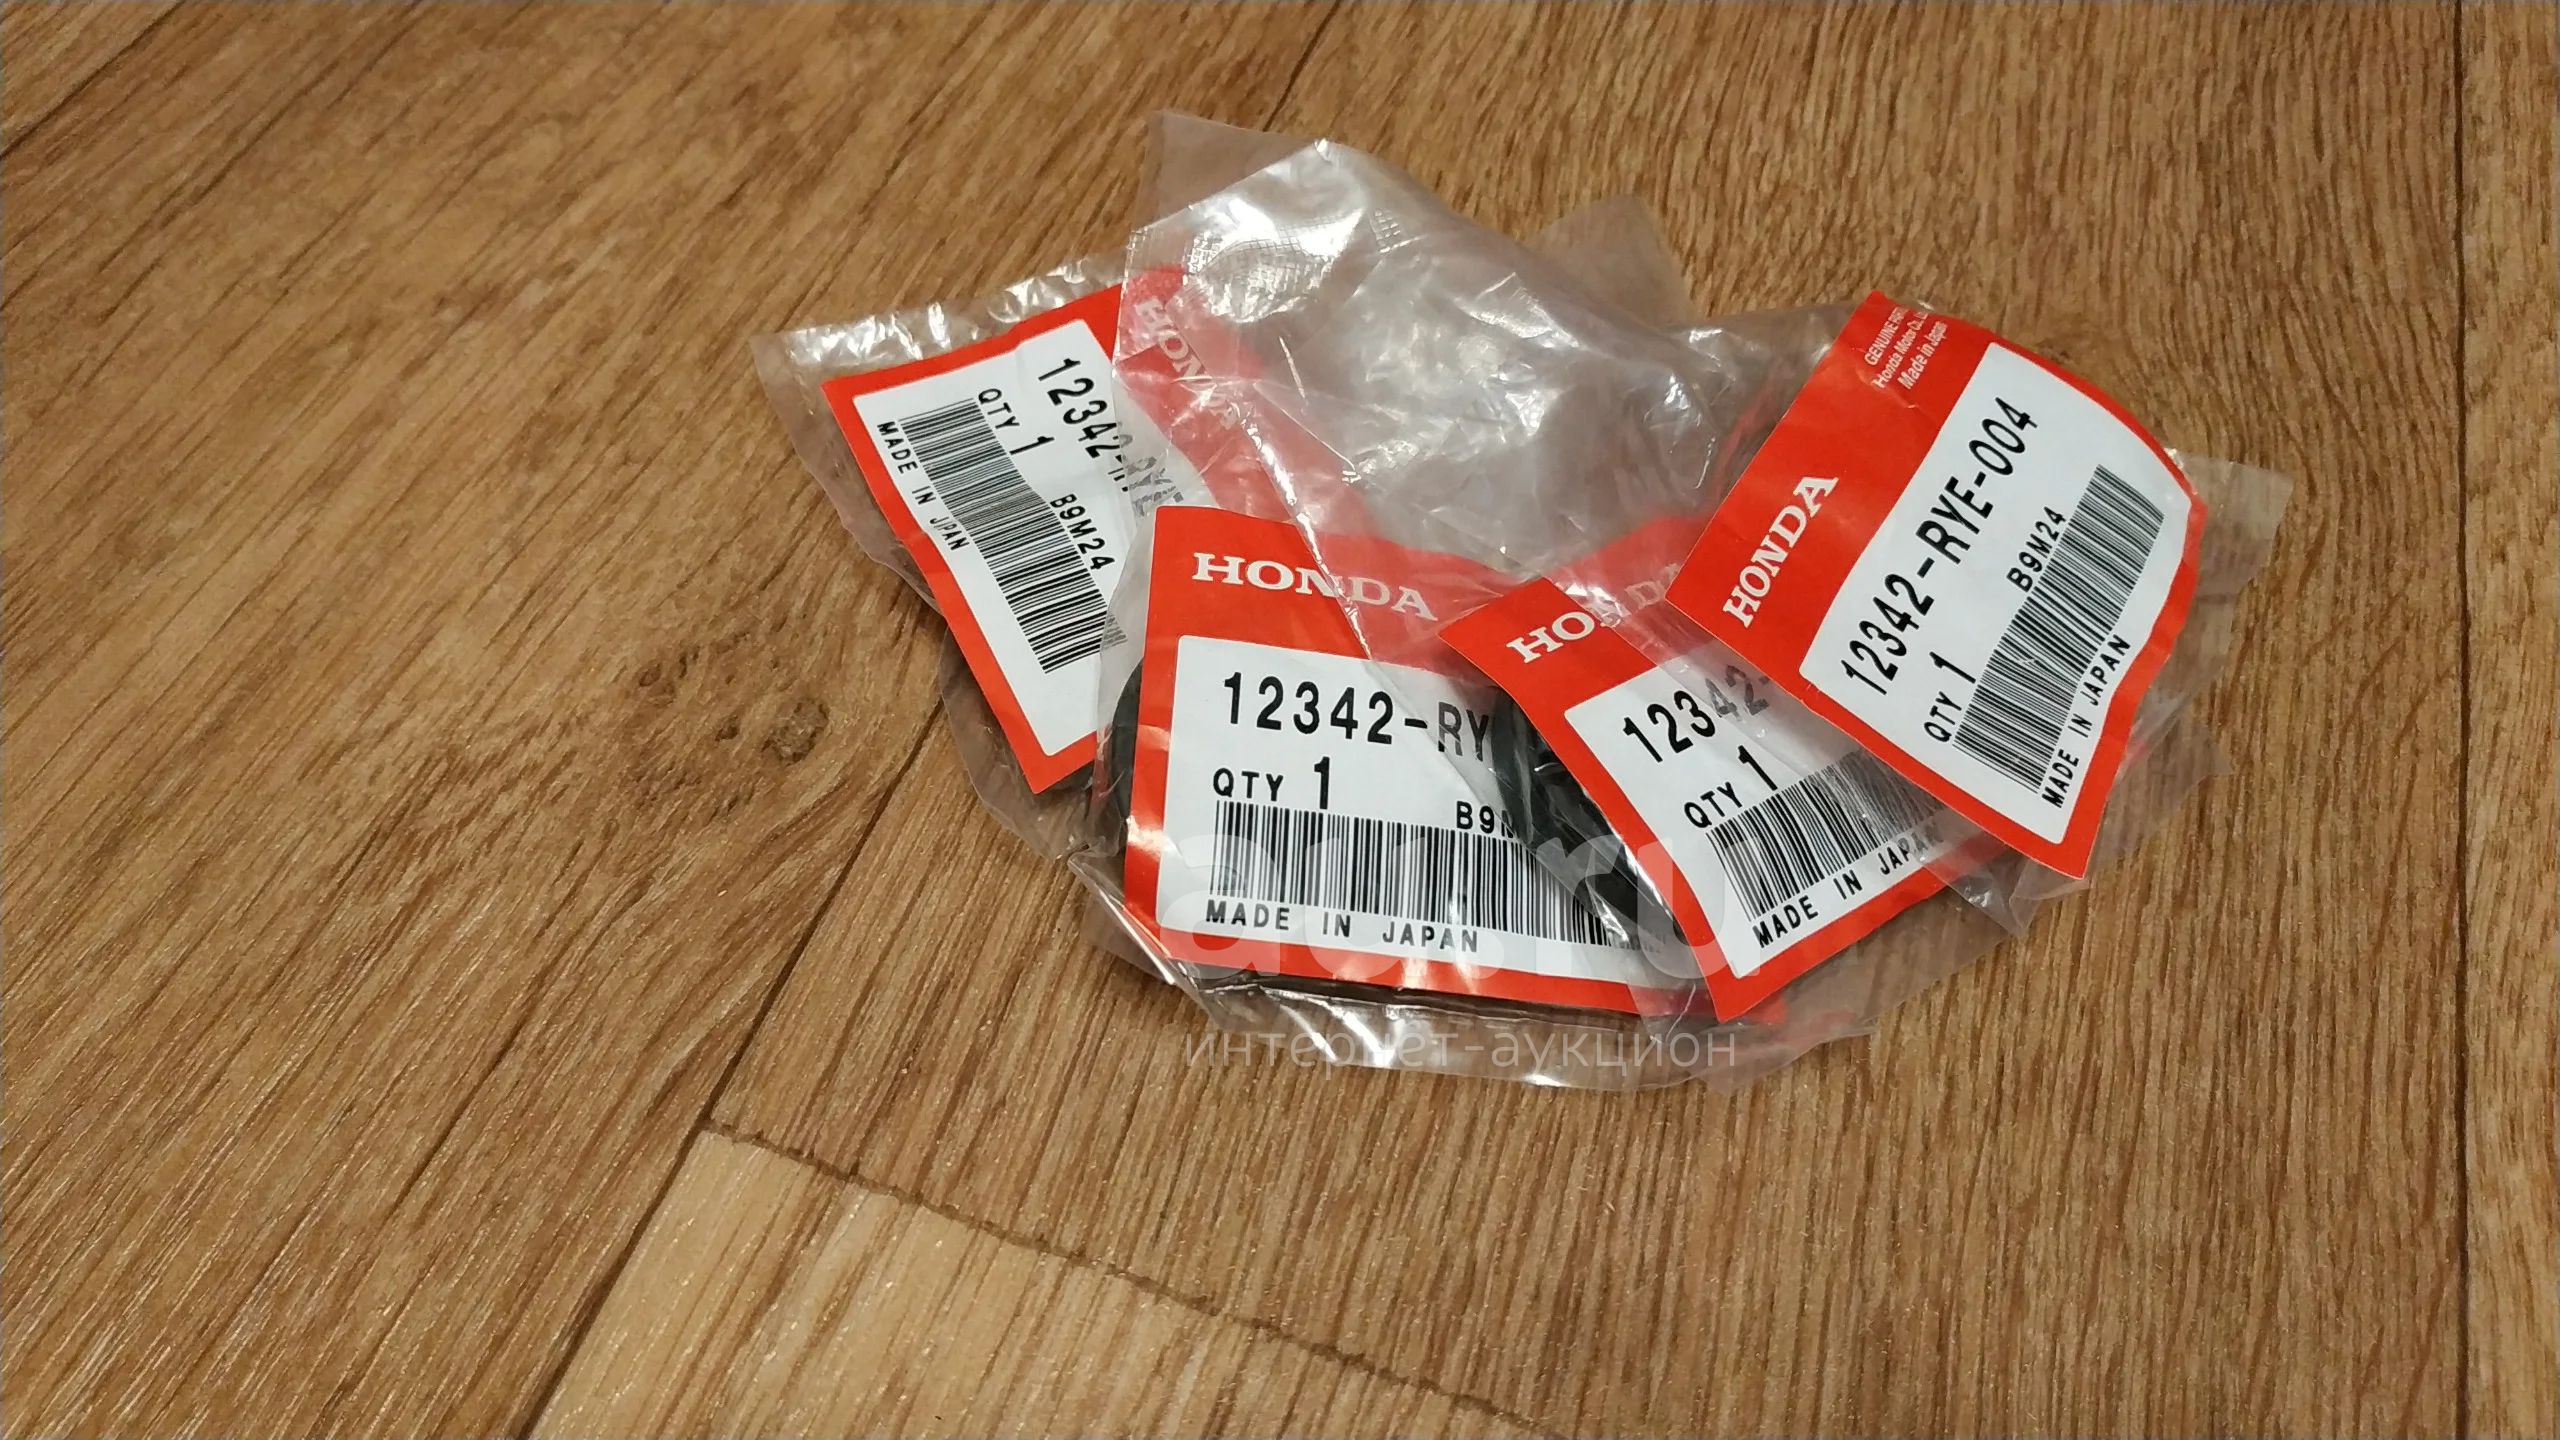 HONDA
12342-RYE
QTY 1
B9M24
MADE IN JAPAN
HONDA
12342-RY
QTY 1
B9M
MADE IN JAPAN
HONDA
12342-
QTY 1
MADE IN JAPAN
GENUINE PARTS
Honda Motor Co.
Made in Japan
HONDA
12342-RYE-004
QTY 1
B9M24
MADE IN JAPAN
au.ru
интернет-аукцион